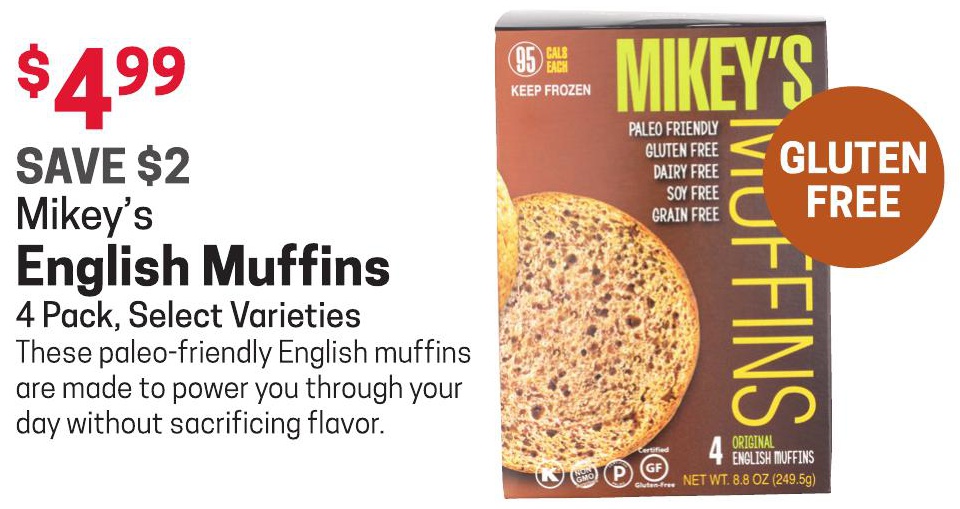 $4.99
SAVE $2
Mikey's
English Muffins
4 Pack, Select Varieties
These paleo-friendly English muffins
are made to power you through your
day without sacrificing flavor.
95 CALS
EACH
KEEP FROZEN
MIKEY'S
MUFFINS
PALEO FRIENDLY
GLUTEN FREE
DAIRY FREE
SOY FREE
GRAIN FREE
GLUTEN
FREE
4 ORIGINAL
ENGLISH MUFFINS
K
NON
GMO
P
Certified
GF
Gluten-Free
NET WT. 8.8 OZ (249.5g)